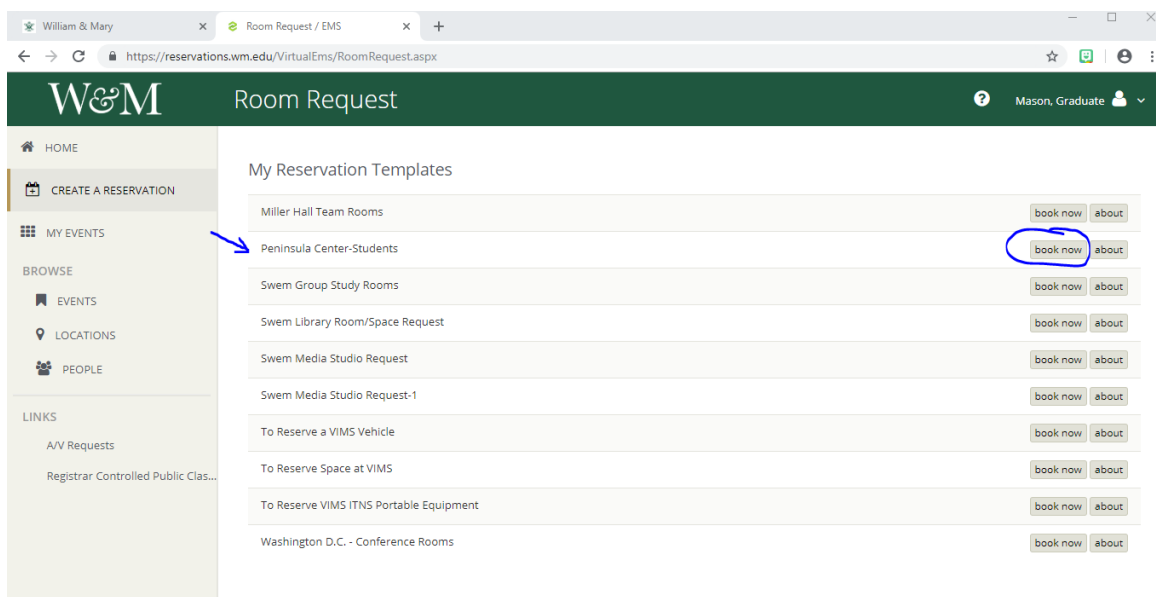 William & Mary
Room Request / EMS
https://reservations.wm.edu/VirtualEms/RoomRequest.aspx
W&M
Room Request
Mason, Graduate
HOME
CREATE A RESERVATION
MY EVENTS
BROWSE
EVENTS
LOCATIONS
PEOPLE
LINKS
A/V Requests
Registrar Controlled Public Clas...
My Reservation Templates
Miller Hall Team Rooms book now about
Peninsula Center-Students book now about
Swem Group Study Rooms book now about
Swem Library Room/Space Request book now about
Swem Media Studio Request book now about
Swem Media Studio Request-1 book now about
To Reserve a VIMS Vehicle book now about
To Reserve Space at VIMS book now about
To Reserve VIMS ITNS Portable Equipment book now about
Washington D.C. - Conference Rooms book now about